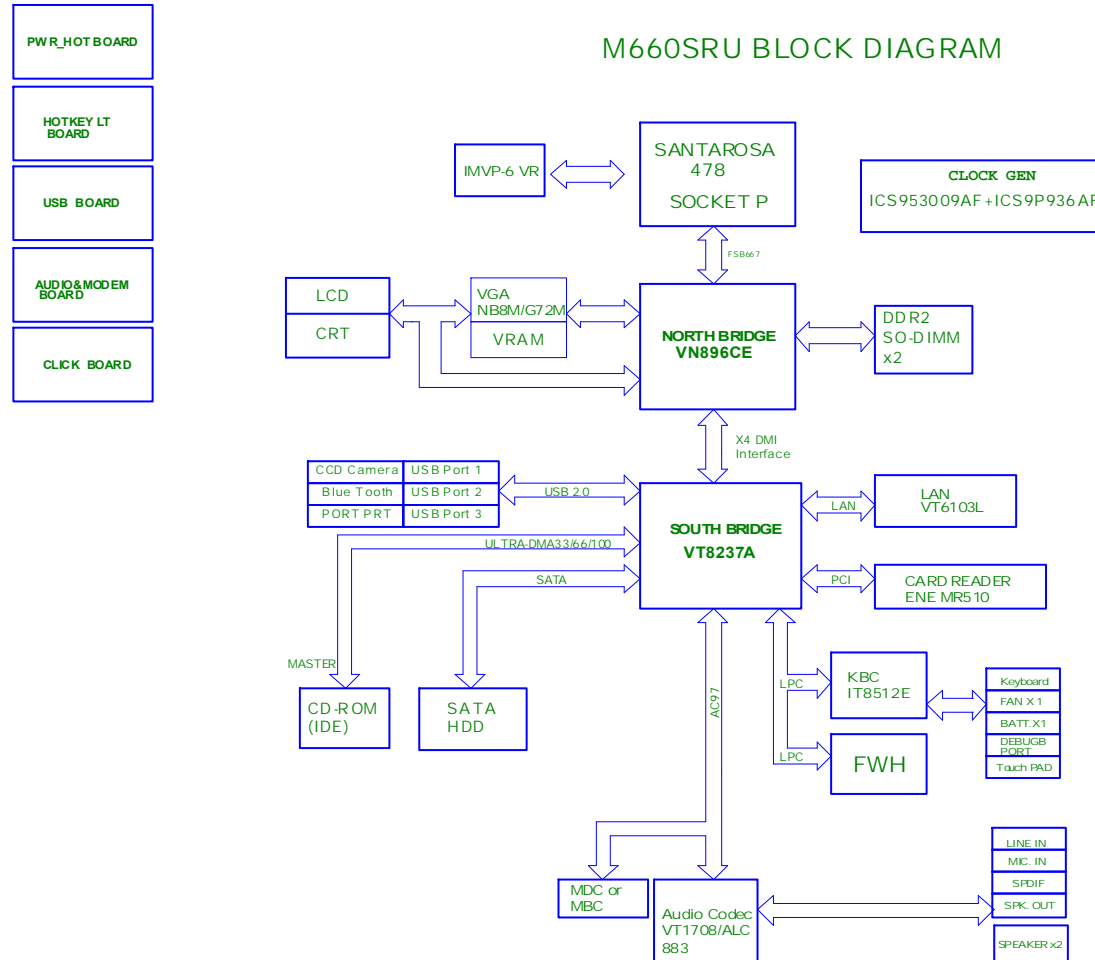 PWR_HOT BOARD
M660SRU BLOCK DIAGRAM
HOTKEY LT
BOARD
USB BOARD
AUDIO&MODEM
BOARD
CLICK BOARD
IMVP-6 VR
SANTAROSA
478
SOCKET P
CLOCK GEN
ICS953009AF+ICS9P936AF
FSB667
LCD
CRT
VGA
NB8M/G72M
VRAM
NORTH BRIDGE
VN896CE
DDR2
SO-DIMM
x2
X4 DMI
Interface
CCD Camera
USB Port 1
Blue Tooth
USB Port 2
PORT PRT
USB Port 3
USB 2.0
ULTRA-DMA33/66/100
SATA
SOUTH BRIDGE
VT8237A
LAN
LAN
VT6103L
PCI
CARD READER
ENE MR510
MASTER
CD-ROM
(IDE)
SATA
HDD
AC97
LPC
KBC
IT8512E
Keyboard
FAN X 1
BATT. X1
DEBUGB
PORT
Touch PAD
LPC
FWH
MDC or
MBC
Audio Codec
VT1708/ALC
883
LINE IN
MIC. IN
SPDIF
SPK. OUT
SPEAKER x2